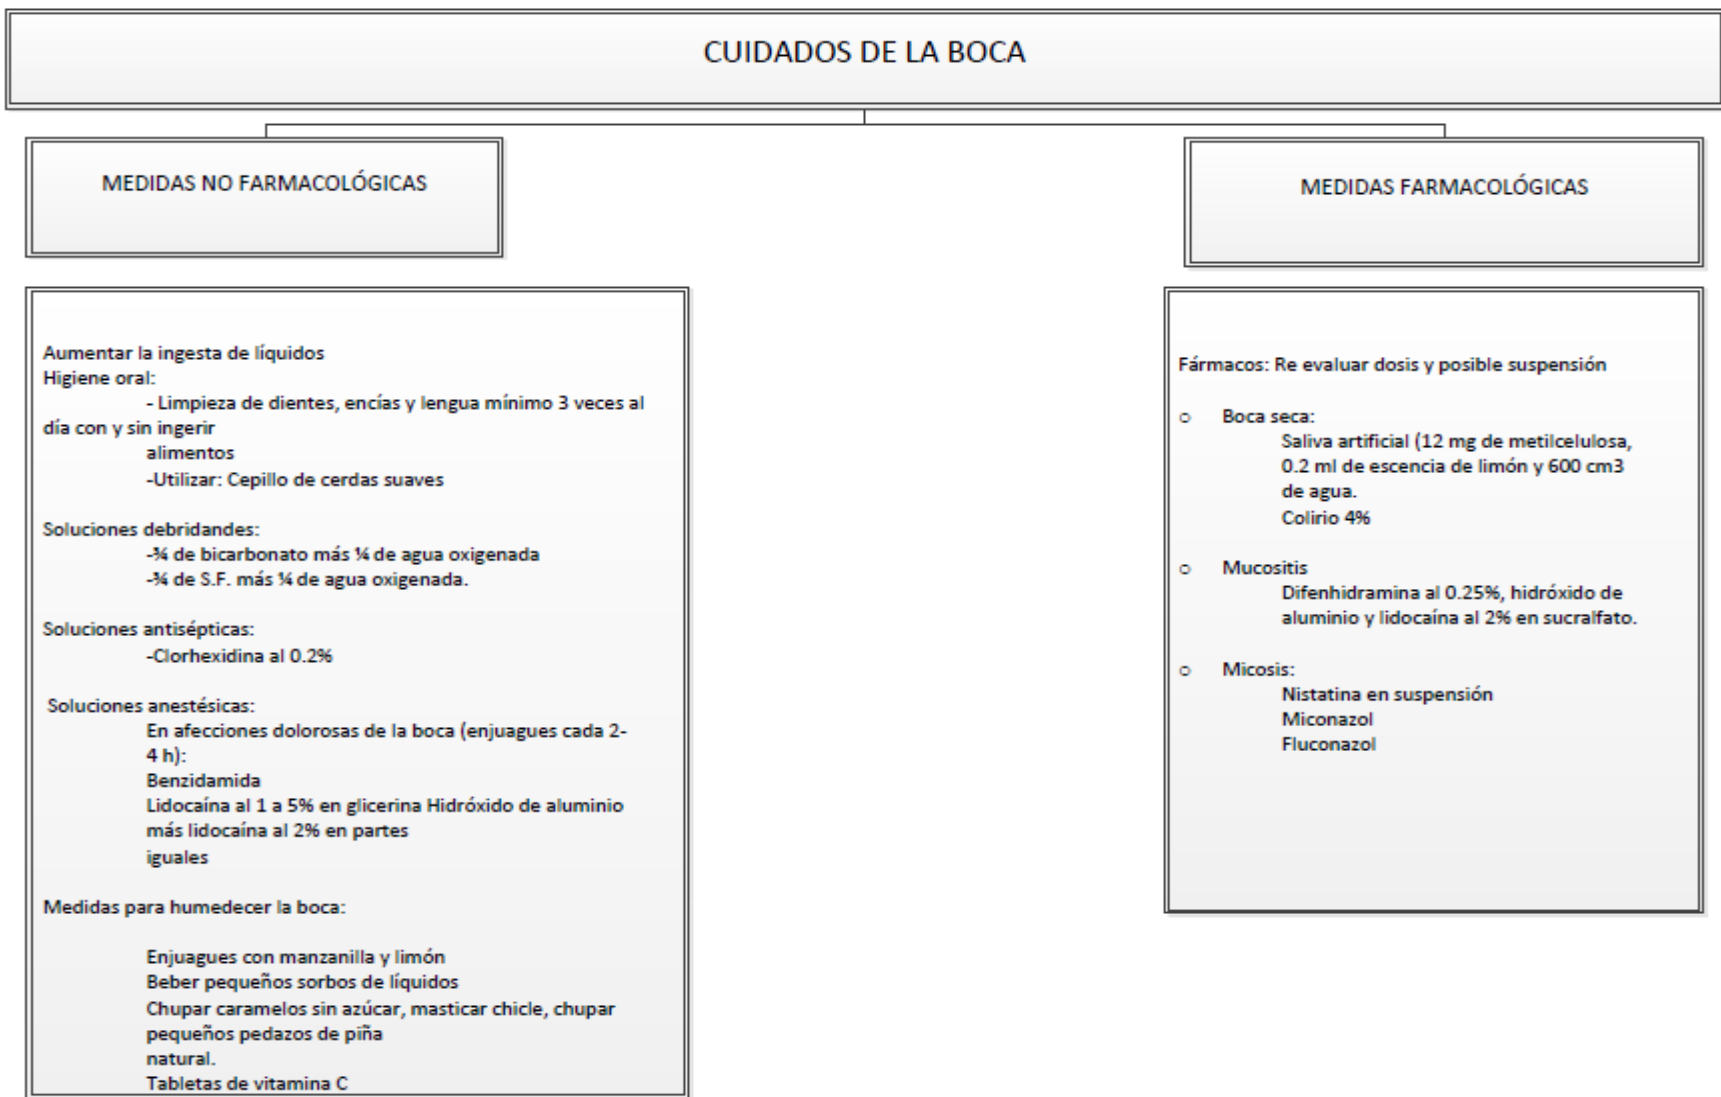 CUIDADOS DE LA BOCA
MEDIDAS NO FARMACOLÓGICAS
Aumentar la ingesta de líquidos
Higiene oral:
- Limpieza de dientes, encías y lengua mínimo 3 veces al
día con y sin ingerir
alimentos
-Utilizar: Cepillo de cerdas suaves
Soluciones debridandes:
-¾ de bicarbonato más ¼ de agua oxigenada
-¾ de S.F. más ¼ de agua oxigenada.
Soluciones antisépticas:
-Clorhexidina al 0.2%
Soluciones anestésicas:
En afecciones dolorosas de la boca (enjuagues cada 2-
4 h):
Benzidamida
Lidocaína al 1 a 5% en glicerina Hidróxido de aluminio
más lidocaína al 2% en partes
iguales
Medidas para humedecer la boca:
Enjuagues con manzanilla y limón
Beber pequeños sorbos de líquidos
Chupar caramelos sin azúcar, masticar chicle, chupar
pequeños pedazos de piña
natural.
Tabletas de vitamina C
MEDIDAS FARMACOLÓGICAS
Fármacos: Re evaluar dosis y posible suspensión
o Boca seca:
Saliva artificial (12 mg de metilcelulosa,
0.2 ml de escencia de limón y 600 cm3
de agua.
Colirio 4%
o Mucositis
Difenhidramina al 0.25%, hidróxido de
aluminio y lidocaína al 2% en sucralfato.
o Micosis:
Nistatina en suspensión
Miconazol
Fluconazol